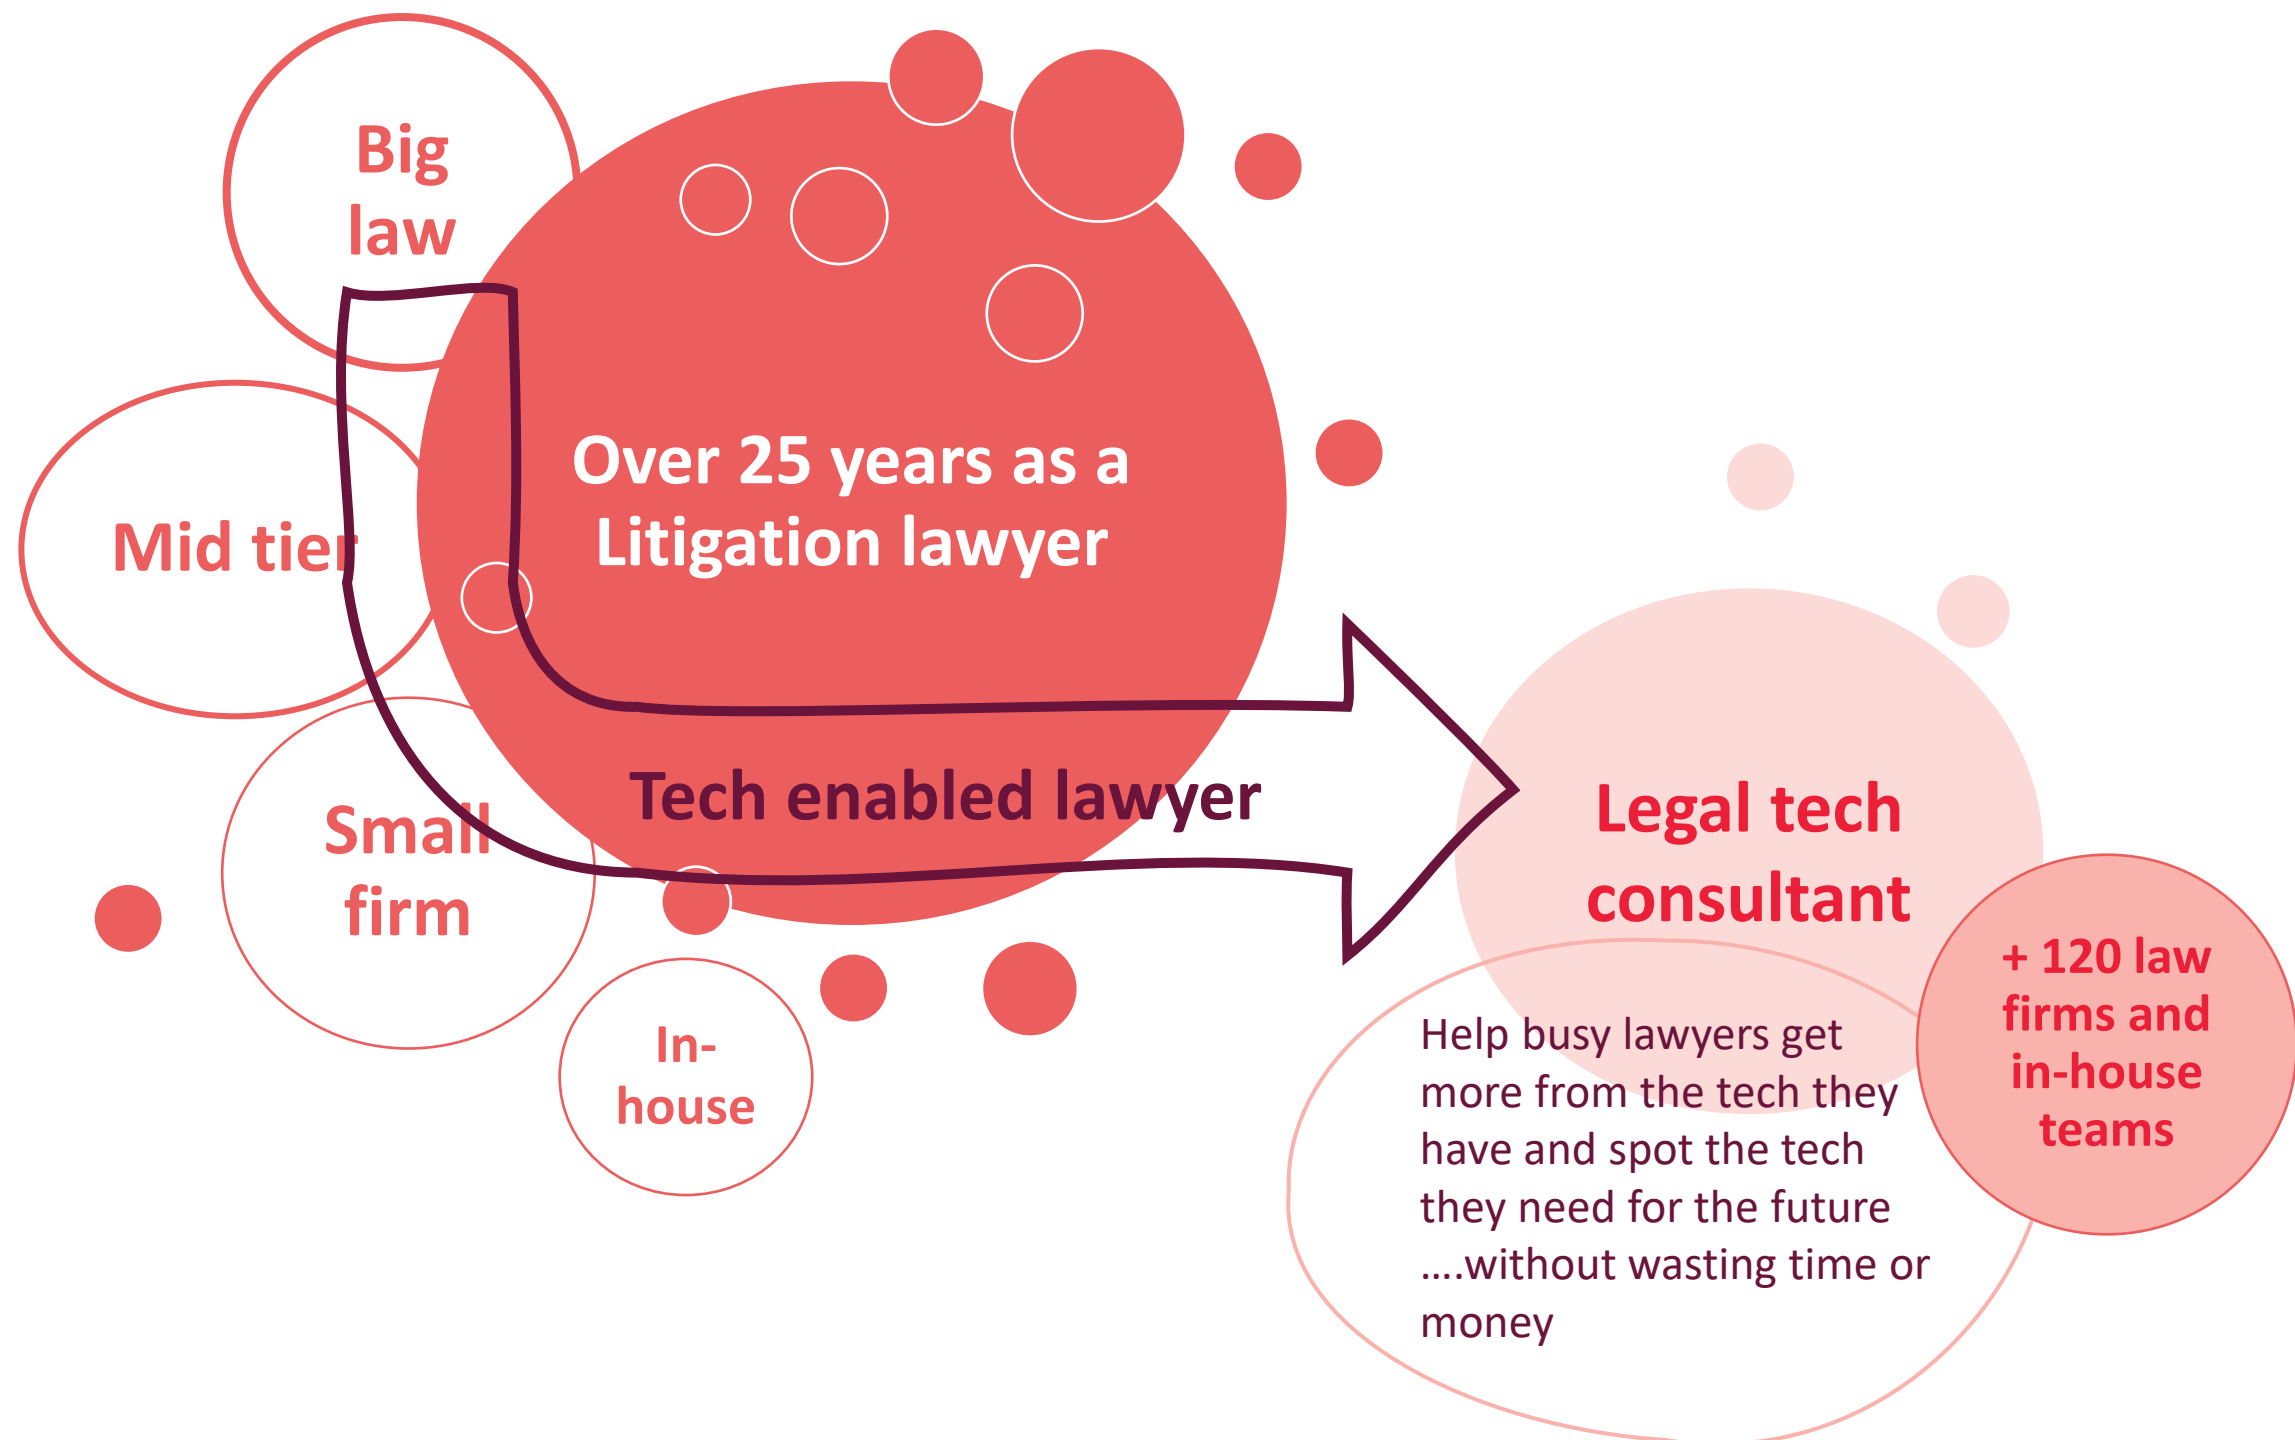 Big
law
Over 25 years as a
Litigation lawyer
Mid tier
Tech enabled lawyer
Small
firm
In-
house
Legal tech
consultant
+ 120 law
firms and
in-house
teams
Help busy lawyers get
more from the tech they
have and spot the tech
they need for the future
....without wasting time or
money